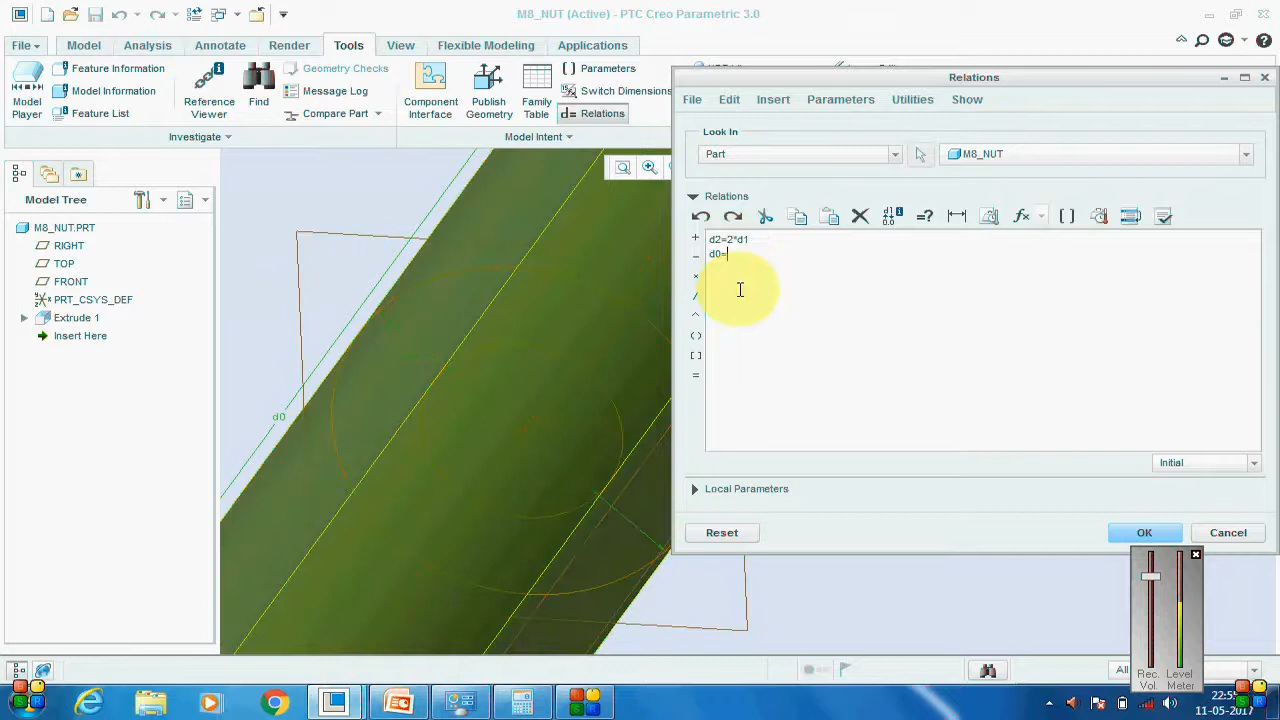 M8_NUT (Active) - PTC Creo Parametric 3.0
File Model Analysis Annotate Render Tools View Flexible Modeling Applications
Model Player
Feature Information
Model Information
Feature List
Reference Viewer
Find
Geometry Checks
Message Log
Compare Part
Investigate
Component Interface
Publish Geometry
Family Table
Parameters
Switch Dimensions
d= Relations
Model Intent
Relations
File Edit Insert Parameters Utilities Show
Look In
Part
M8_NUT
Relations
d2=2*d1
d0=
Initial
Local Parameters
Reset
OK
Cancel
Model Tree
M8_NUT.PRT
RIGHT
TOP
FRONT
PRT_CSYS_DEF
Extrude 1
Insert Here
d0
Rec. Vol.
Level Meter
All
22:55
11-05-2017